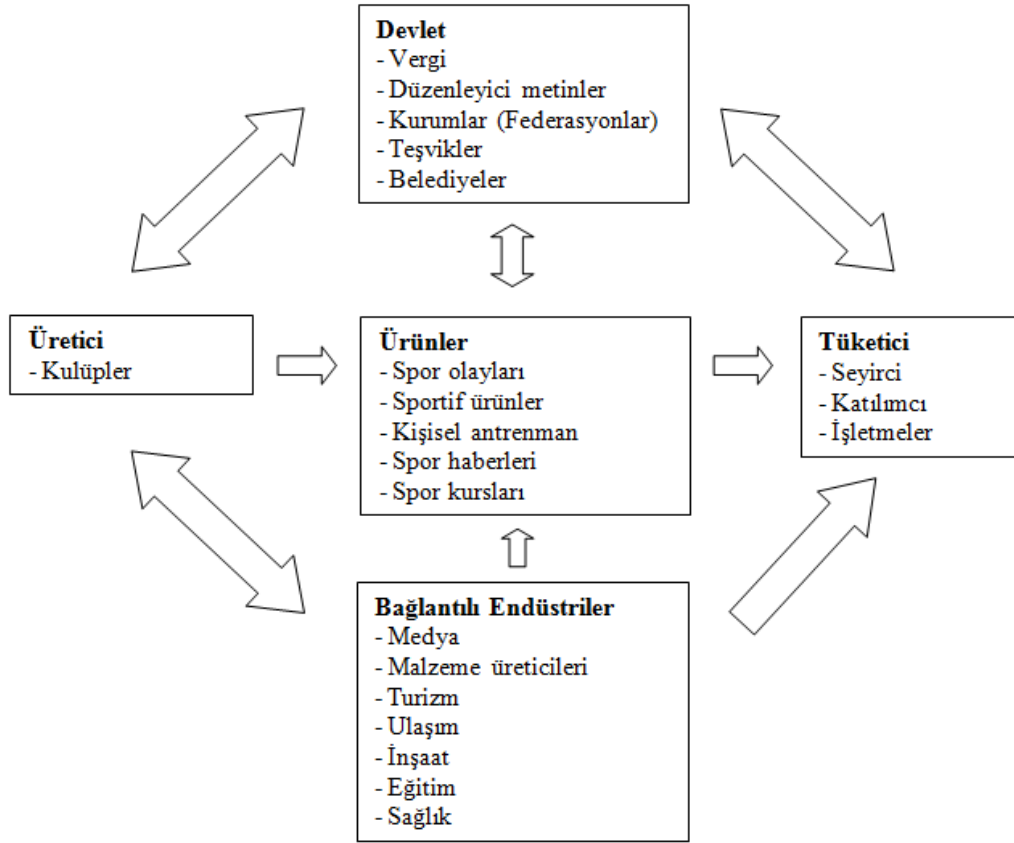 Devlet
- Vergi
- Düzenleyici metinler
- Kurumlar (Federasyonlar)
- Teşvikler
- Belediyeler
Üretici
- Kulüpler
Ürünler
- Spor olayları
- Sportif ürünler
- Kişisel antrenman
- Spor haberleri
- Spor kursları
Tüketici
- Seyirci
- Katılımcı
- İşletmeler
Bağlantılı Endüstriler
- Medya
- Malzeme üreticileri
- Turizm
- Ulaşım
- İnşaat
- Eğitim
- Sağlık